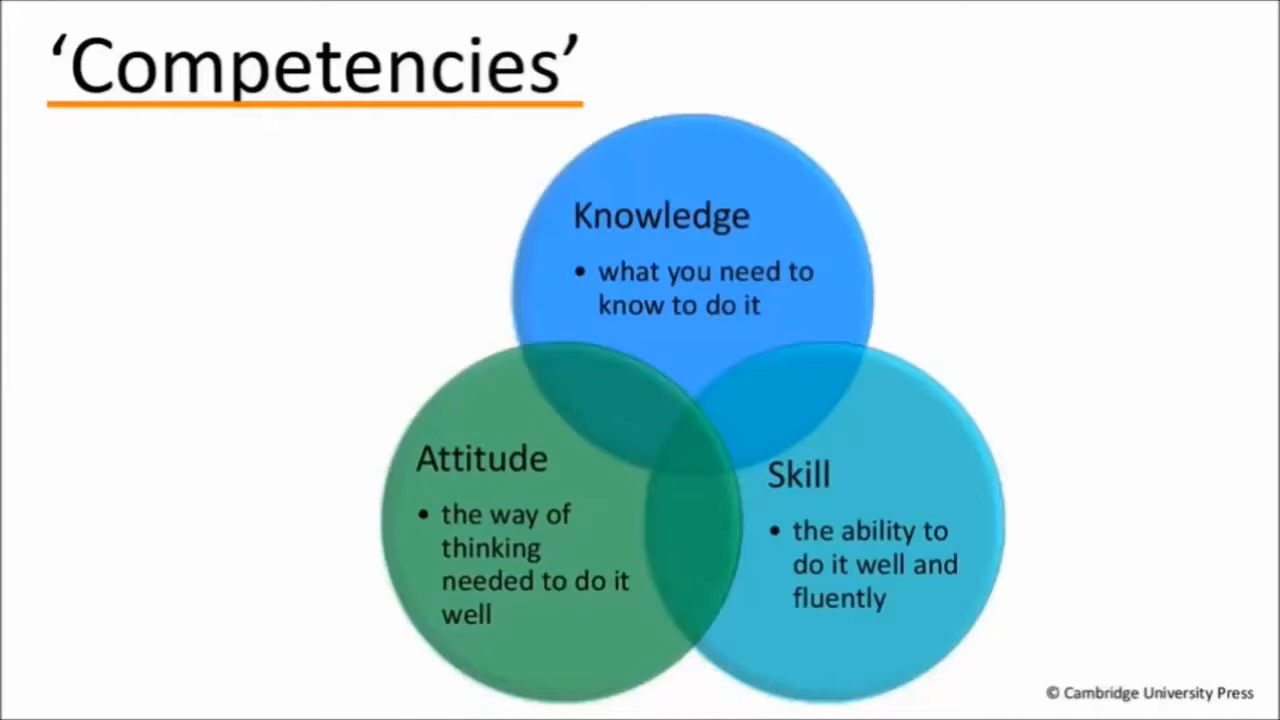 ‘Competencies’
Knowledge
• what you need to
know to do it
Attitude
• the way of
thinking
needed to do it
well
Skill
• the ability to
do it well and
fluently
© Cambridge University Press